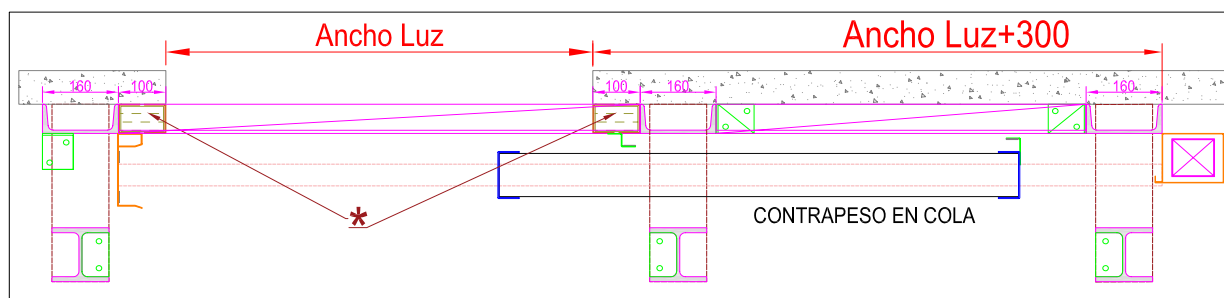 Ancho Luz
Ancho Luz+300
160
100
100
160
160
*
CONTRAPESO EN COLA